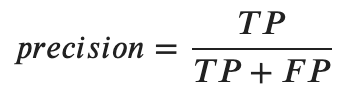 precision = TP / TP + FP